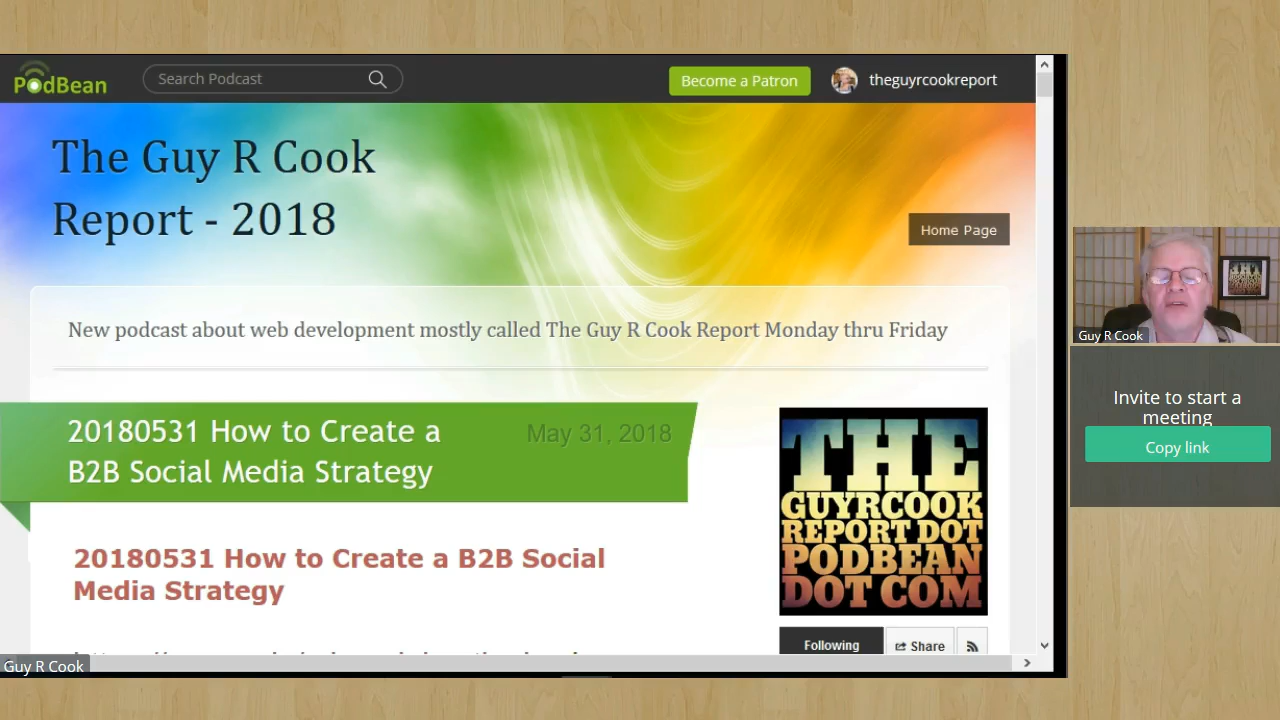 PodBean
Search Podcast
Become a Patron
theguyrcookreport
The Guy R Cook
Report - 2018
Home Page
New podcast about web development mostly called The Guy R Cook Report Monday thru Friday
20180531 How to Create a
B2B Social Media Strategy
May 31, 2018
THE
GUYRCOOK
REPORT DOT
PODBEAN
DOT COM
20180531 How to Create a B2B Social
Media Strategy
Following
Share
Guy R Cook
Guy R Cook
Invite to start a
meeting
Copy link